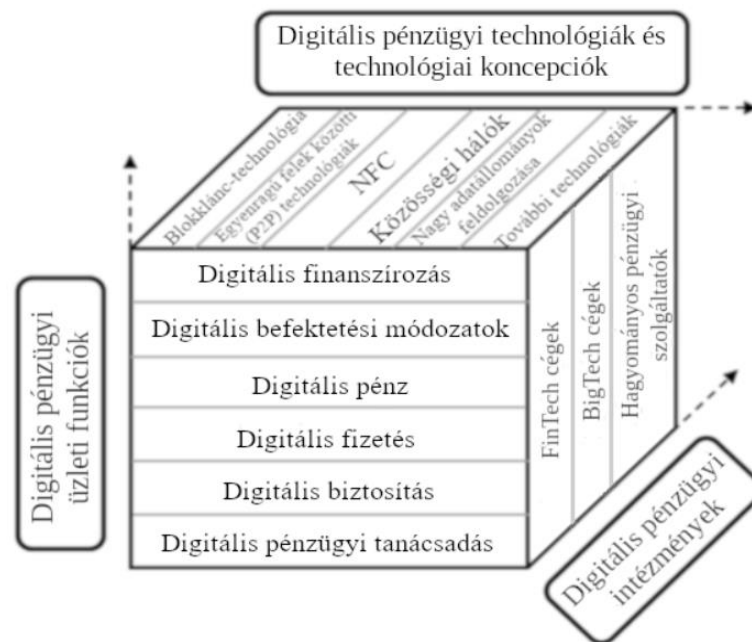 Digitális pénzügyi technológiák és
technológiai koncepciók
Blokklánc-technológia
Egyenragú felek közötti
(P2P) technológiák
NFC
Közösségi hálók
Nagy adatállományok
feldolgozása
További technológiák
Digitális pénzügyi
üzleti funkciók
Digitális finanszírozás
Digitális befektetési módozatok
Digitális pénz
Digitális fizetés
Digitális biztosítás
Digitális pénzügyi tanácsadás
FinTech cégek
BigTech cégek
Hagyományos pénzügyi
szolgáltatók
Digitális pénzügyi
intézmények